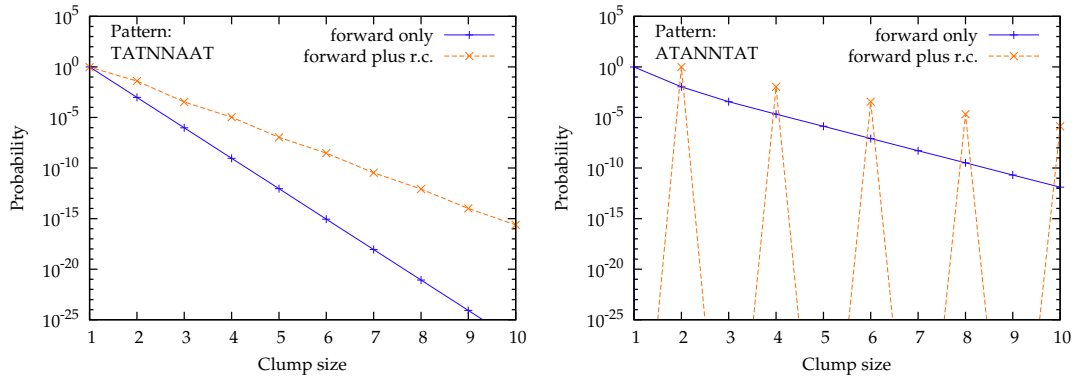 Pattern:
TATNNAAT
forward only
forward plus r.c.
Probability
10^5
10^0
10^-5
10^-10
10^-15
10^-20
10^-25
1 2 3 4 5 6 7 8 9 10
Clump size
Pattern:
ATANNTAT
forward only
forward plus r.c.
Probability
10^5
10^0
10^-5
10^-10
10^-15
10^-20
10^-25
1 2 3 4 5 6 7 8 9 10
Clump size